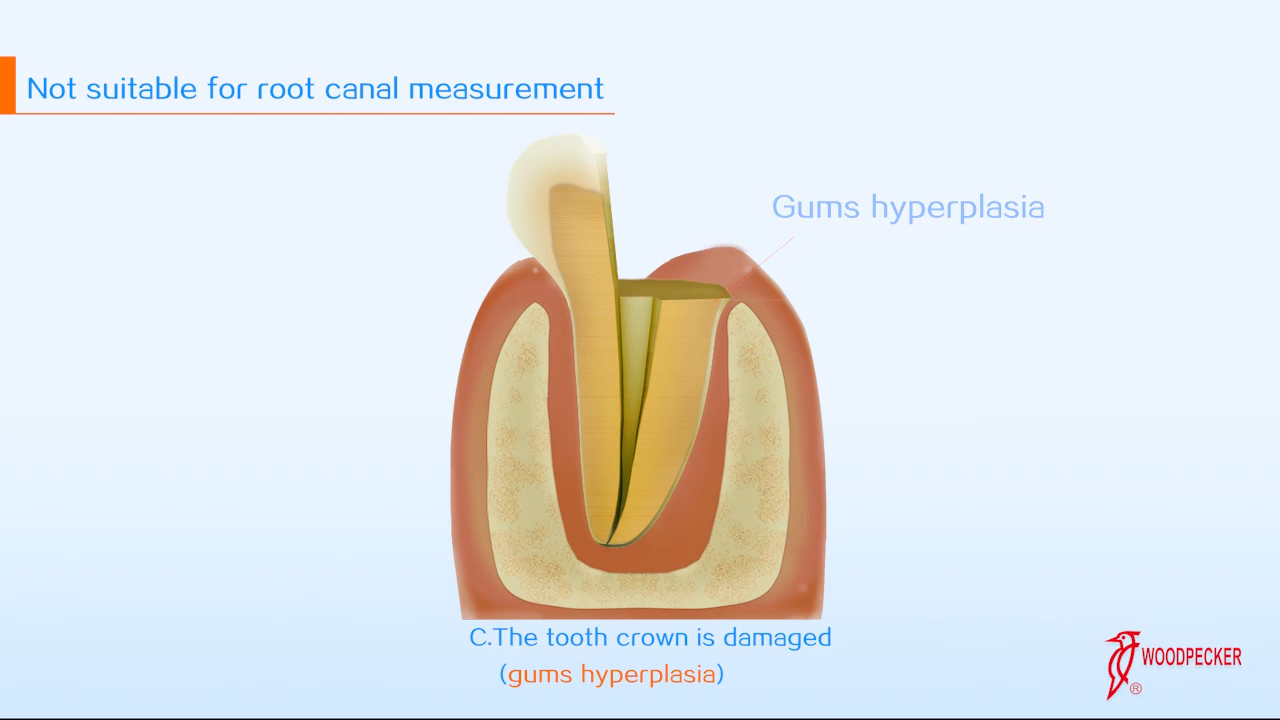 Not suitable for root canal measurement
Gums hyperplasia
C.The tooth crown is damaged
(gums hyperplasia)
WOODPECKER
®